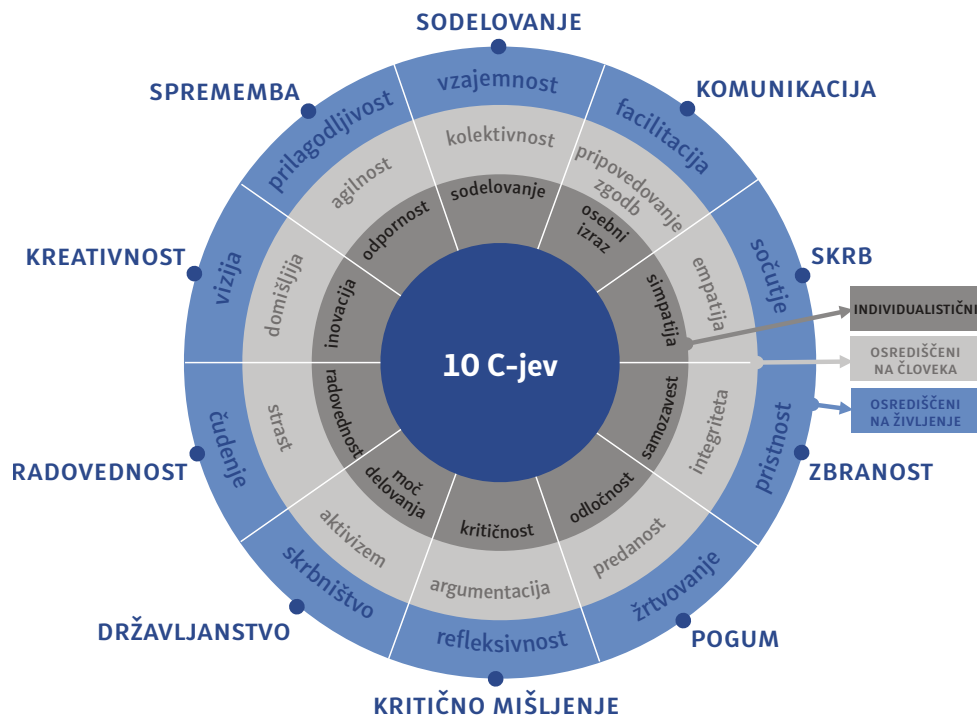 SODELOVANJE
KOMUNIKACIJA
SKRB
ZBRANOST
POGUM
KRITIČNO MIŠLJENJE
DRŽAVLJANSTVO
RADOVEDNOST
KREATIVNOST
SPREMEMBA
vzajemnost
facilitacija
sočutje
pristnost
žrtvovanje
refleksivnost
skrbništvo
čudenje
vizija
prilagodljivost
kolektivnost
pripovedovanje
zgodb
empatija
integriteta
predanost
argumentacija
aktivizem
strast
domišljija
agilnost
sodelovanje
osebni
izraz
simpatija
samozavest
odločnost
kritičnost
moč
delovanja
radovednost
inovacija
odpornost
10 C-jev
INDIVIDUALISTIČNI
OSREDIŠČENI
NA ČLOVEKA
OSREDIŠČENI
NA ŽIVLJENJE